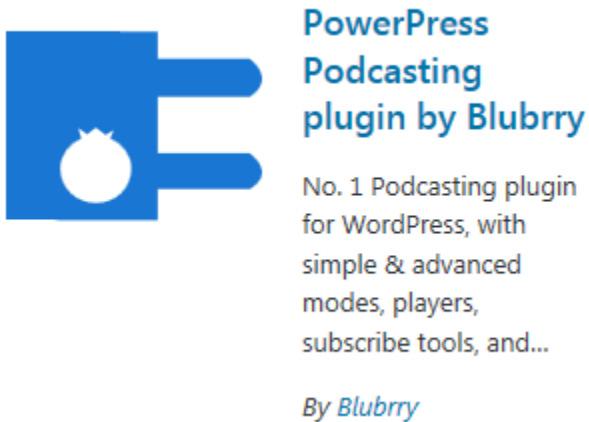 PowerPress
Podcasting
plugin by Blubrry
No. 1 Podcasting plugin
for WordPress, with
simple & advanced
modes, players,
subscribe tools, and...
By Blubrry